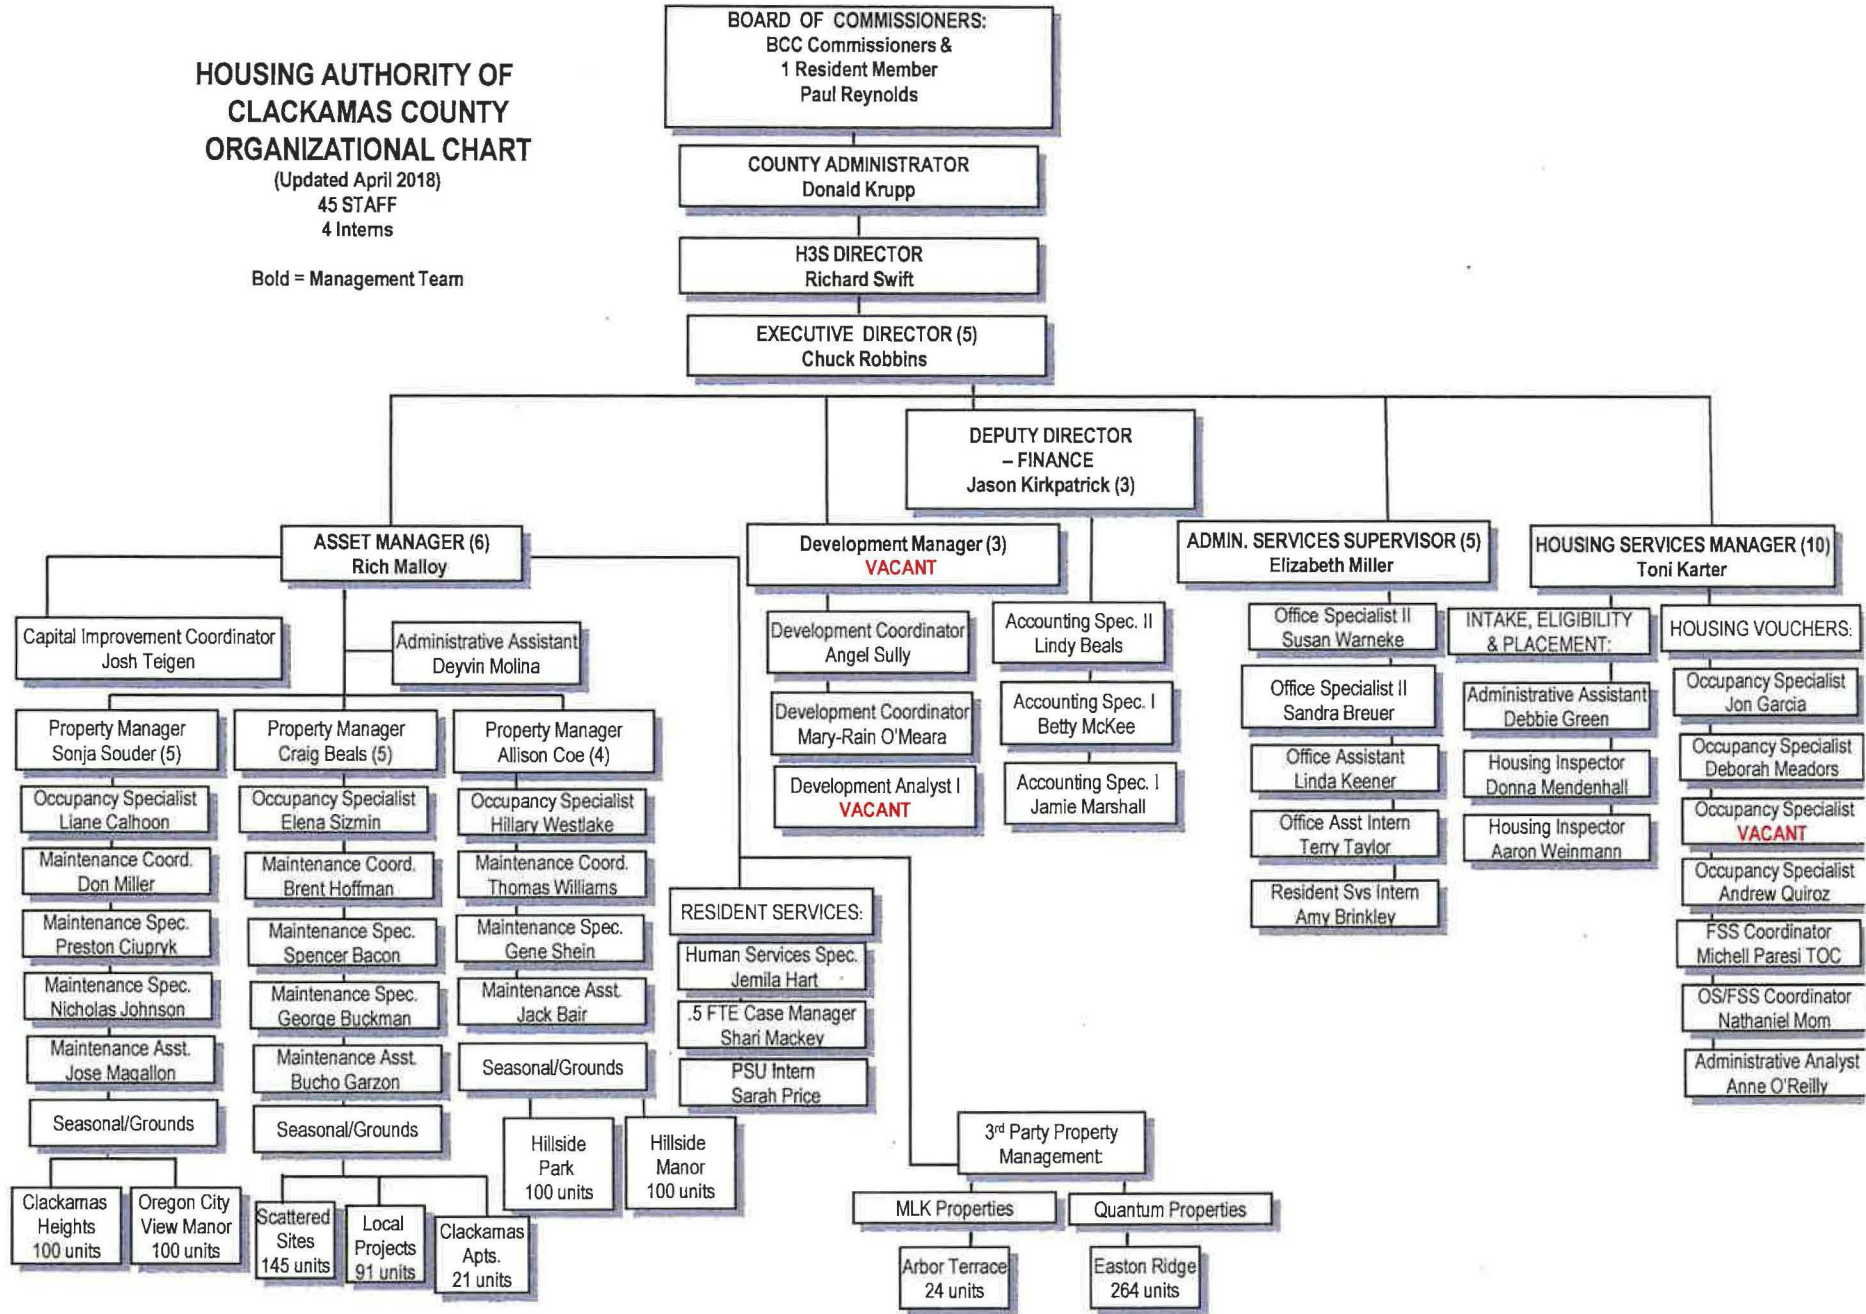 HOUSING AUTHORITY OF
CLACKAMAS COUNTY
ORGANIZATIONAL CHART
(Updated April 2018)
45 STAFF
4 Interns
Bold = Management Team
BOARD OF COMMISSIONERS:
BCC Commissioners &
1 Resident Member
Paul Reynolds
COUNTY ADMINISTRATOR
Donald Krupp
H3S DIRECTOR
Richard Swift
EXECUTIVE DIRECTOR (5)
Chuck Robbins
DEPUTY DIRECTOR
– FINANCE
Jason Kirkpatrick (3)
ASSET MANAGER (6)
Rich Malloy
Development Manager (3)
VACANT
ADMIN. SERVICES SUPERVISOR (5)
Elizabeth Miller
HOUSING SERVICES MANAGER (10)
Toni Karter
Capital Improvement Coordinator
Josh Teigen
Administrative Assistant
Deyvin Molina
Property Manager
Sonja Souder (5)
Occupancy Specialist
Liane Calhoon
Maintenance Coord.
Don Miller
Maintenance Spec.
Preston Ciupryk
Maintenance Spec.
Nicholas Johnson
Maintenance Asst.
Jose Magallon
Seasonal/Grounds
Clackamas
Heights
100 units
Oregon City
View Manor
100 units
Property Manager
Craig Beals (5)
Occupancy Specialist
Elena Sizmin
Maintenance Coord.
Brent Hoffman
Maintenance Spec.
Spencer Bacon
Maintenance Spec.
George Buckman
Maintenance Asst.
Bucho Garzon
Seasonal/Grounds
Scattered
Sites
145 units
Local
Projects
91 units
Clackamas
Apts.
21 units
Property Manager
Allison Coe (4)
Occupancy Specialist
Hillary Westlake
Maintenance Coord.
Thomas Williams
Maintenance Spec.
Gene Shein
Maintenance Asst.
Jack Bair
Seasonal/Grounds
Hillside
Park
100 units
Hillside
Manor
100 units
RESIDENT SERVICES:
Human Services Spec.
Jemila Hart
.5 FTE Case Manager
Shari Mackey
PSU Intern
Sarah Price
3rd Party Property
Management:
MLK Properties
Arbor Terrace
24 units
Quantum Properties
Easton Ridge
264 units
Development Coordinator
Angel Sully
Development Coordinator
Mary-Rain O'Meara
Development Analyst I
VACANT
Accounting Spec. II
Lindy Beals
Accounting Spec. I
Betty McKee
Accounting Spec. I
Jamie Marshall
Office Specialist II
Susan Warneke
Office Specialist II
Sandra Breuer
Office Assistant
Linda Keener
Office Asst Intern
Terry Taylor
Resident Svs Intern
Amy Brinkley
INTAKE, ELIGIBILITY
& PLACEMENT:
Administrative Assistant
Debbie Green
Housing Inspector
Donna Mendenhall
Housing Inspector
Aaron Weinmann
HOUSING VOUCHERS:
Occupancy Specialist
Jon Garcia
Occupancy Specialist
Deborah Meadors
Occupancy Specialist
VACANT
Occupancy Specialist
Andrew Quiroz
FSS Coordinator
Michell Paresi TOC
OS/FSS Coordinator
Nathaniel Mom
Administrative Analyst
Anne O'Reilly